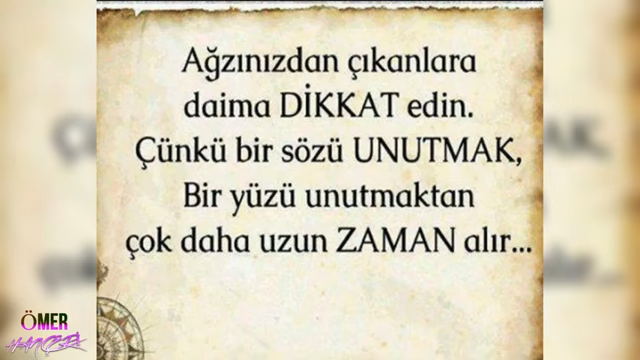 Ağzınızdan çıkanlara
daima DİKKAT edin.
Çünkü bir sözü UNUTMAK,
Bir yüzü unutmaktan
çok daha uzun ZAMAN alır...
ÖMER